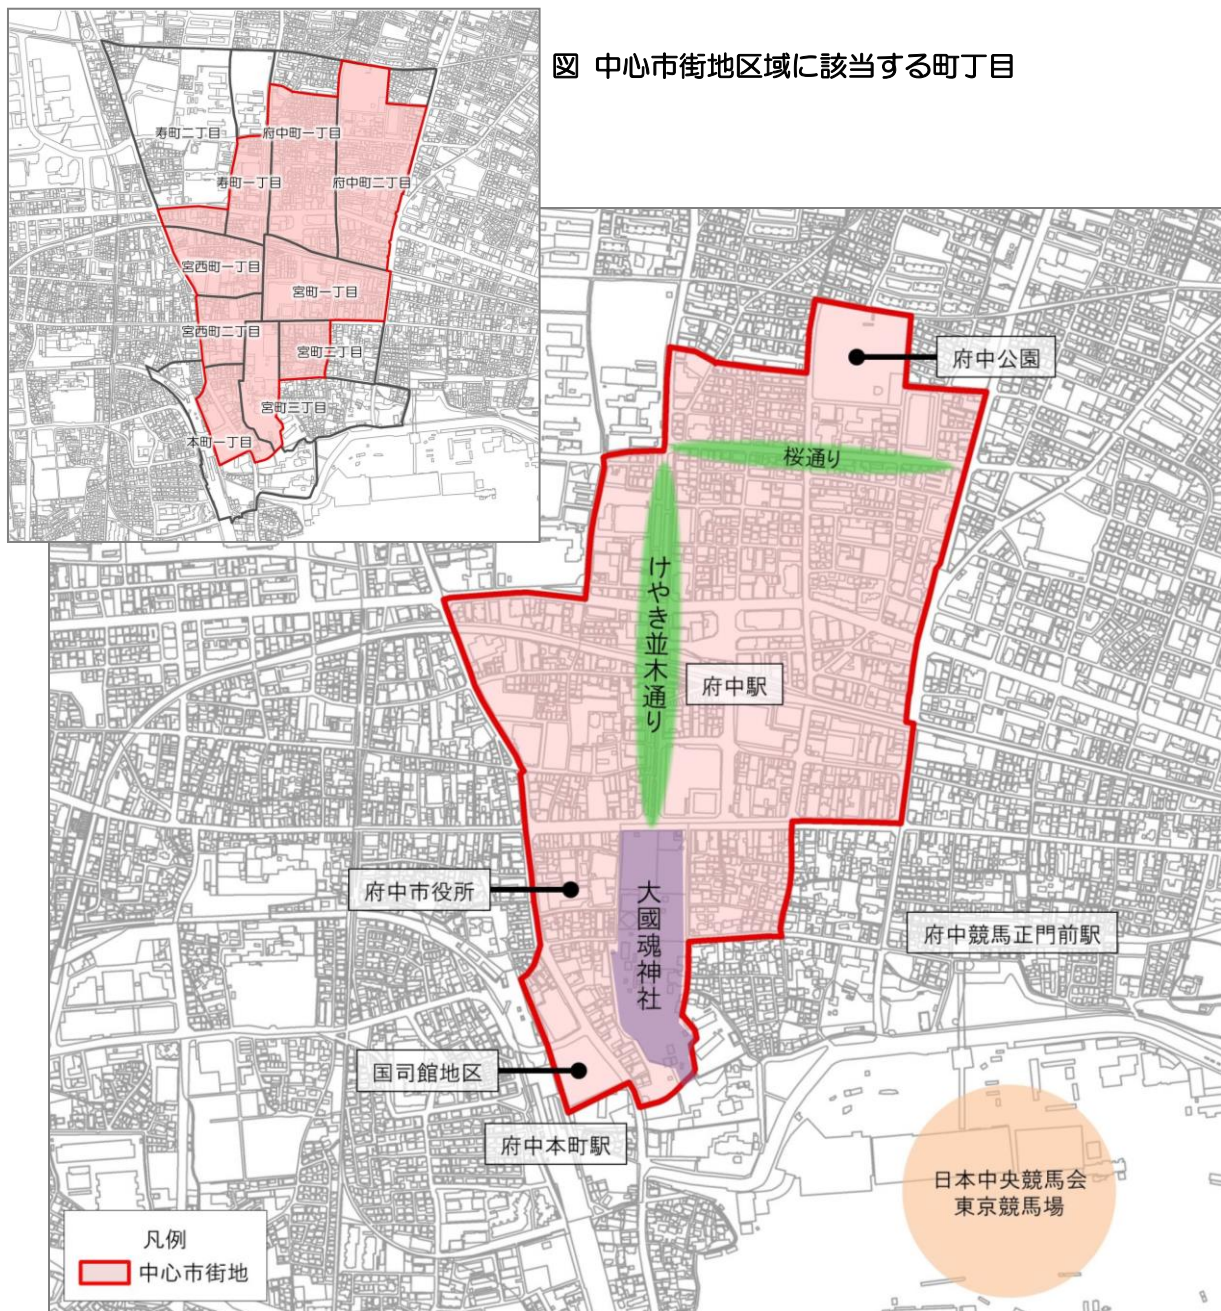 図 中心市街地区域に該当する町丁目
寿町二丁目
府中町一丁目
寿町一丁目
府中町二丁目
宮西町一丁目
宮町一丁目
宮西町二丁目
宮町二丁目
宮町三丁目
本町一丁目
府中公園
桜通り
けやき並木通り
府中駅
府中市役所
大國魂神社
府中競馬正門前駅
国司館地区
府中本町駅
日本中央競馬会
東京競馬場
凡例
中心市街地